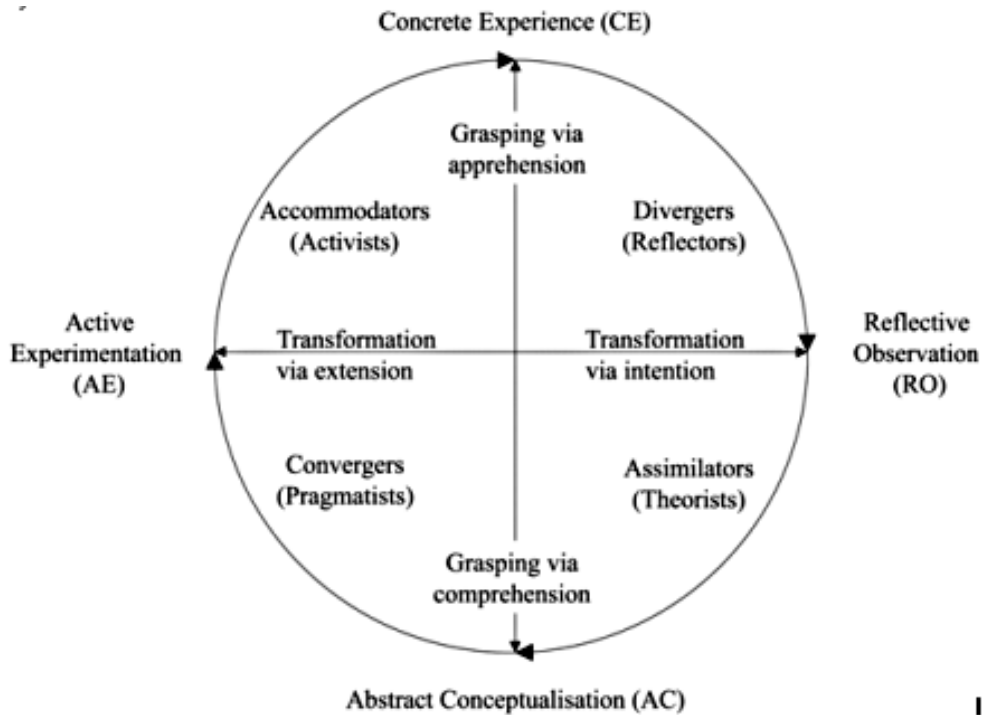 Concrete Experience (CE)
Grasping via
apprehension
Accommodators
(Activists)
Divergers
(Reflectors)
Active
Experimentation
(AE)
Transformation
via extension
Transformation
via intention
Reflective
Observation
(RO)
Convergers
(Pragmatists)
Assimilators
(Theorists)
Grasping via
comprehension
Abstract Conceptualisation (AC)